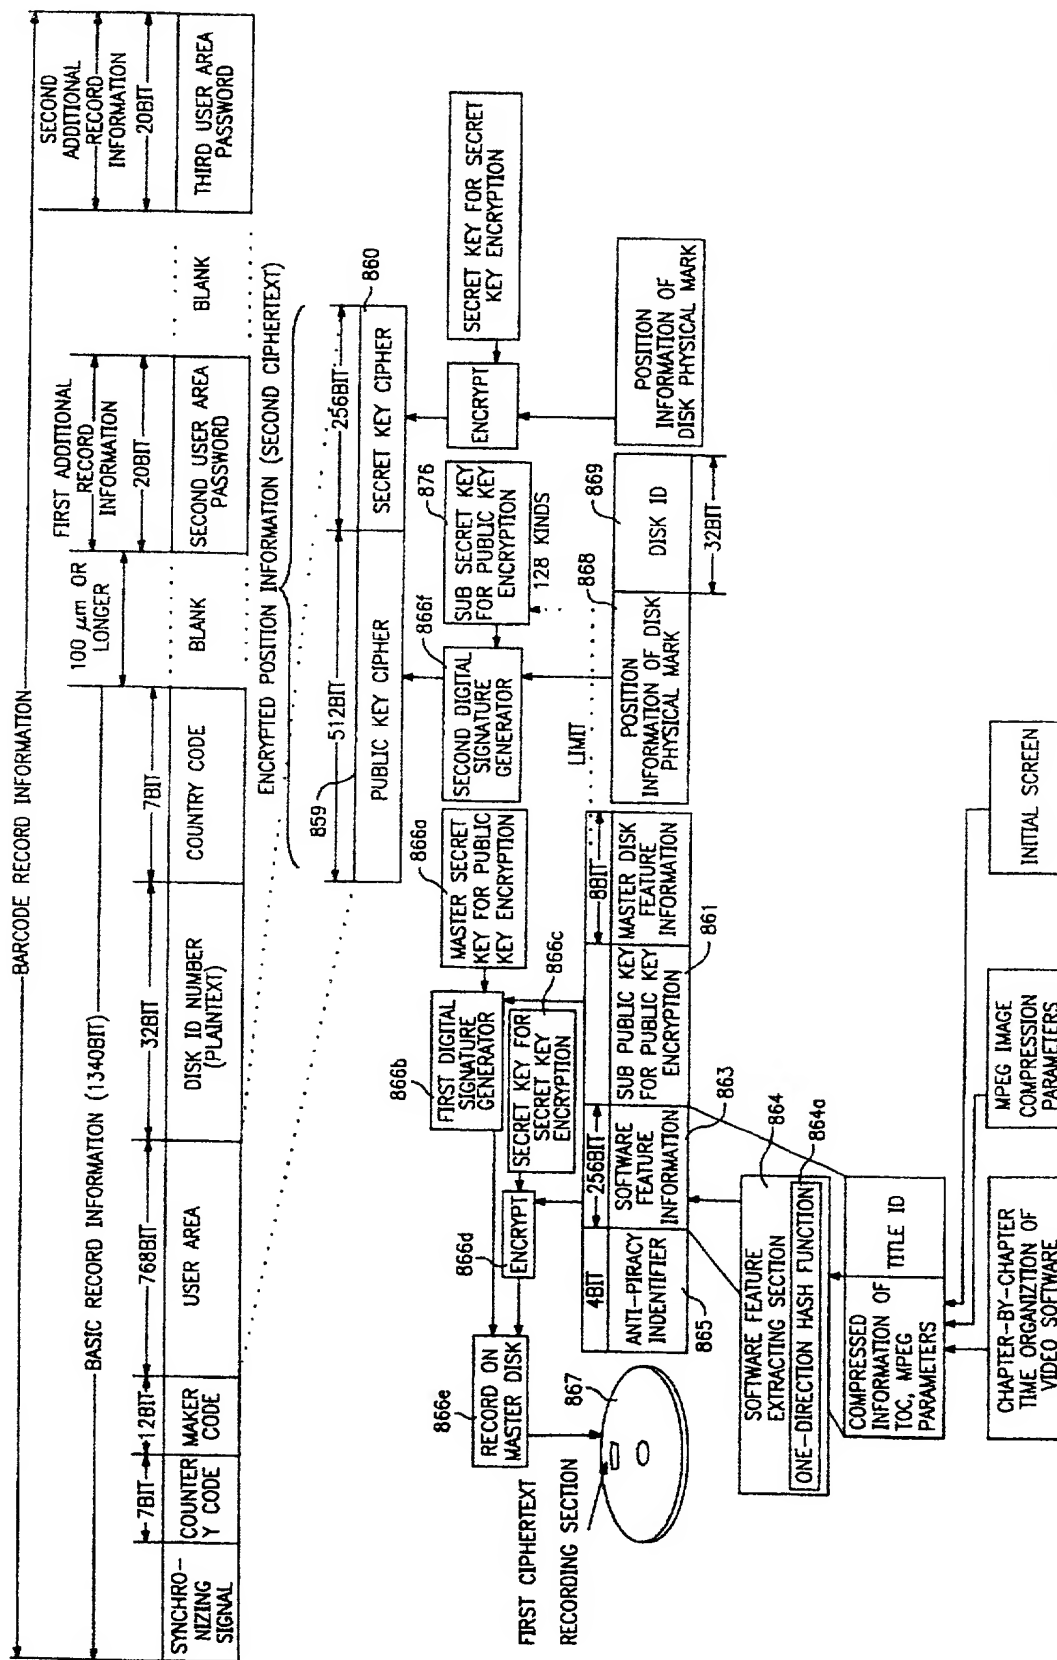 BARCODE RECORD INFORMATION
BASIC RECORD INFORMATION (1340BIT)
100 μm OR
LONGER
FIRST ADDITIONAL
RECORD
INFORMATION
SECOND
ADDITIONAL
RECORD
INFORMATION
7BIT
12BIT
768BIT
32BIT
7BIT
20BIT
20BIT
SYNCHRO-
NIZING
SIGNAL
COUNTER
Y CODE
MAKER
CODE
USER AREA
DISK ID NUMBER
(PLAINTEXT)
COUNTRY CODE
BLANK
SECOND USER AREA
PASSWORD
BLANK
THIRD USER AREA
PASSWORD
ENCRYPTED POSITION INFORMATION (SECOND CIPHERTEXT)
859
512BIT
256BIT
860
PUBLIC KEY CIPHER
SECRET KEY CIPHER
866e
RECORD ON
MASTER DISK
866d
ENCRYPT
866b
FIRST DIGITAL
SIGNATURE
GENERATOR
866c
SECRET KEY FOR
SECRET KEY
ENCRYPTION
866a
MASTER SECRET
KEY FOR PUBLIC
KEY ENCRYPTION
866f
SECOND DIGITAL
SIGNATURE
GENERATOR
876
SUB SECRET KEY
FOR PUBLIC KEY
ENCRYPTION
128 KINDS
ENCRYPT
SECRET KEY FOR SECRET
KEY ENCRYPTION
LIMIT
FIRST CIPHERTEXT
RECORDING SECTION
867
4BIT
256BIT
8BIT
ANTI-PIRACY
INDENTIFIER
865
SOFTWARE
FEATURE
INFORMATION
863
SUB PUBLIC KEY
FOR PUBLIC KEY
ENCRYPTION
861
MASTER DISK
FEATURE
INFORMATION
868
POSITION
INFORMATION OF DISK
PHYSICAL MARK
869
DISK ID
32BIT
POSITION
INFORMATION OF
DISK PHYSICAL MARK
864
SOFTWARE FEATURE
EXTRACTING SECTION
864a
ONE-DIRECTION HASH FUNCTION
COMPRESSED
INFORMATION OF
TOC, MPEG
PARAMETERS
TITLE ID
CHAPTER-BY-CHAPTER
TIME ORGANIZTION OF
VIDEO SOFTWARE
MPEG IMAGE
COMPRESSION
PARAMETERS
INITIAL SCREEN